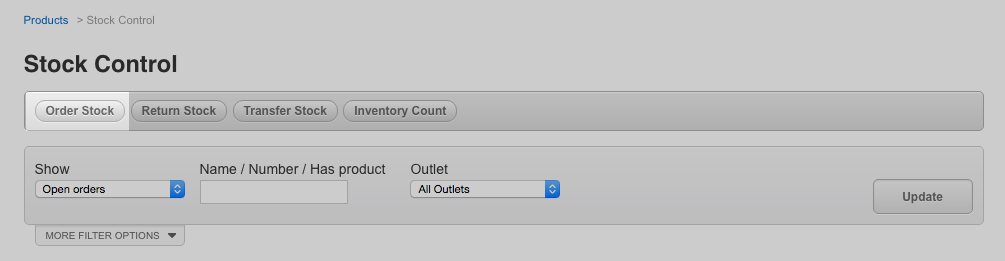 Products > Stock Control
Stock Control
Order Stock Return Stock Transfer Stock Inventory Count
Show Name / Number / Has product Outlet
Open orders All Outlets
Update
MORE FILTER OPTIONS